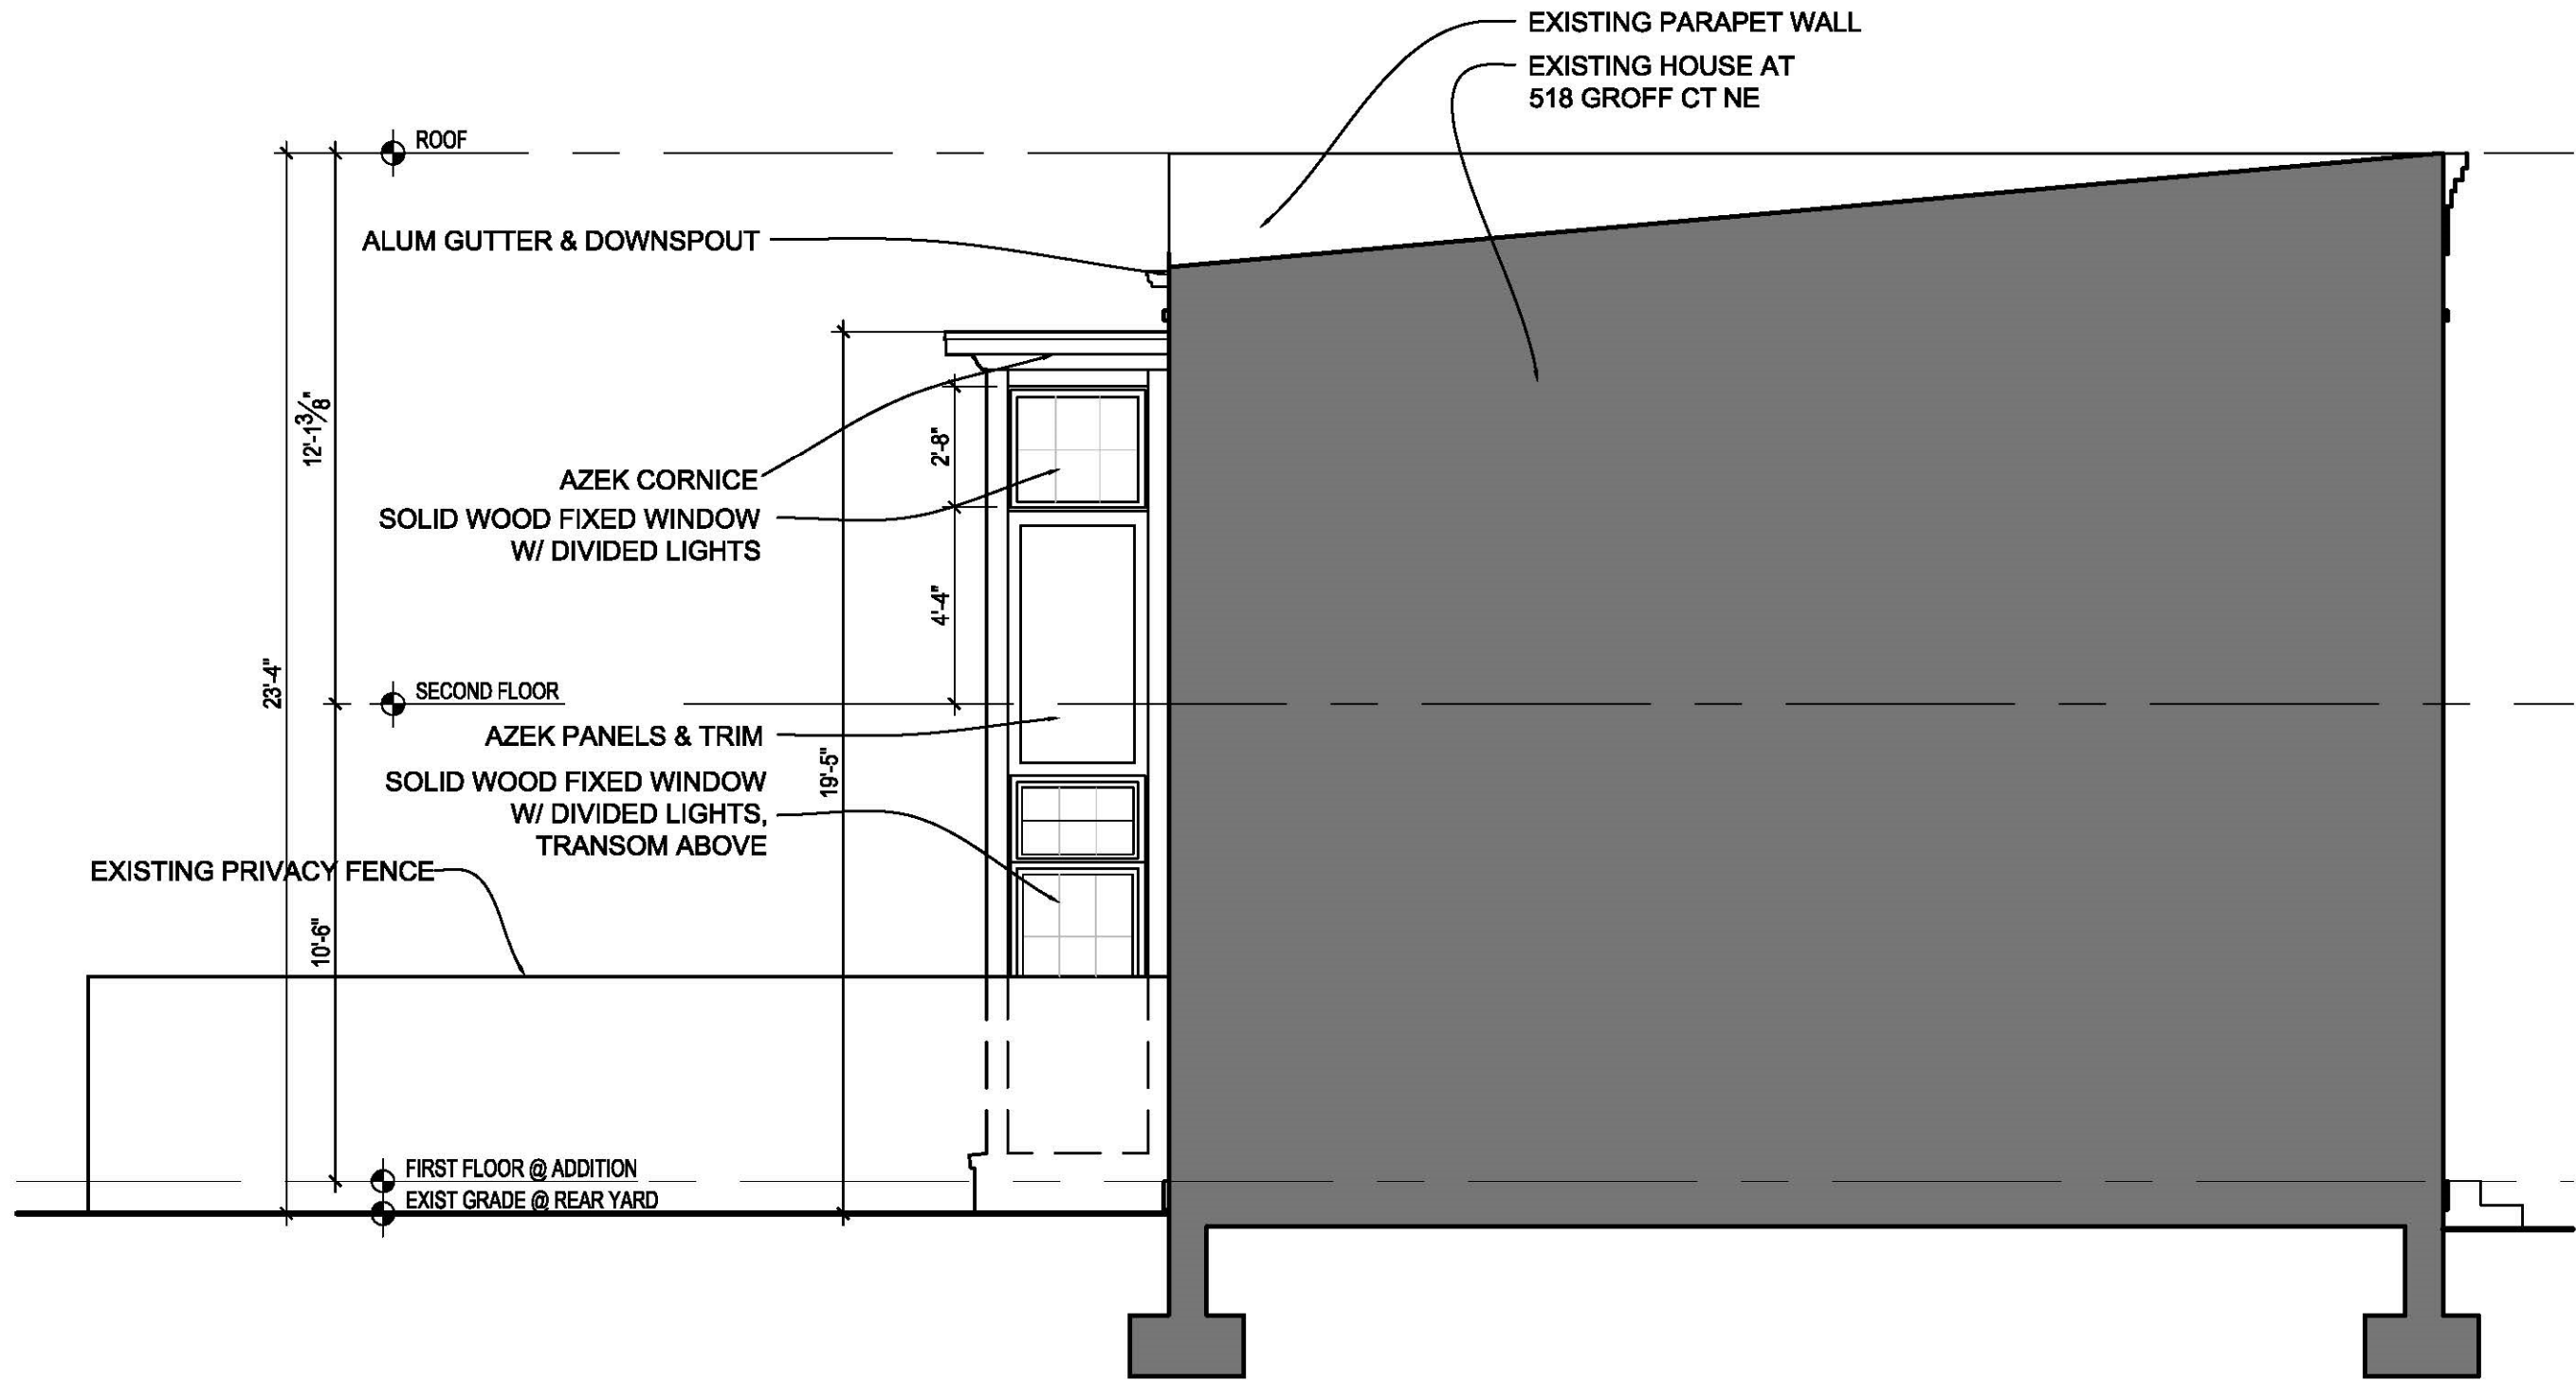 EXISTING PARAPET WALL
EXISTING HOUSE AT
518 GROFF CT NE
ROOF
ALUM GUTTER & DOWNSPOUT
12'-1 3/8"
2'-8"
AZEK CORNICE
SOLID WOOD FIXED WINDOW
W/ DIVIDED LIGHTS
4'-4"
23'-4"
SECOND FLOOR
AZEK PANELS & TRIM
19'-5"
SOLID WOOD FIXED WINDOW
W/ DIVIDED LIGHTS,
TRANSOM ABOVE
EXISTING PRIVACY FENCE
10'-6"
FIRST FLOOR @ ADDITION
EXIST GRADE @ REAR YARD